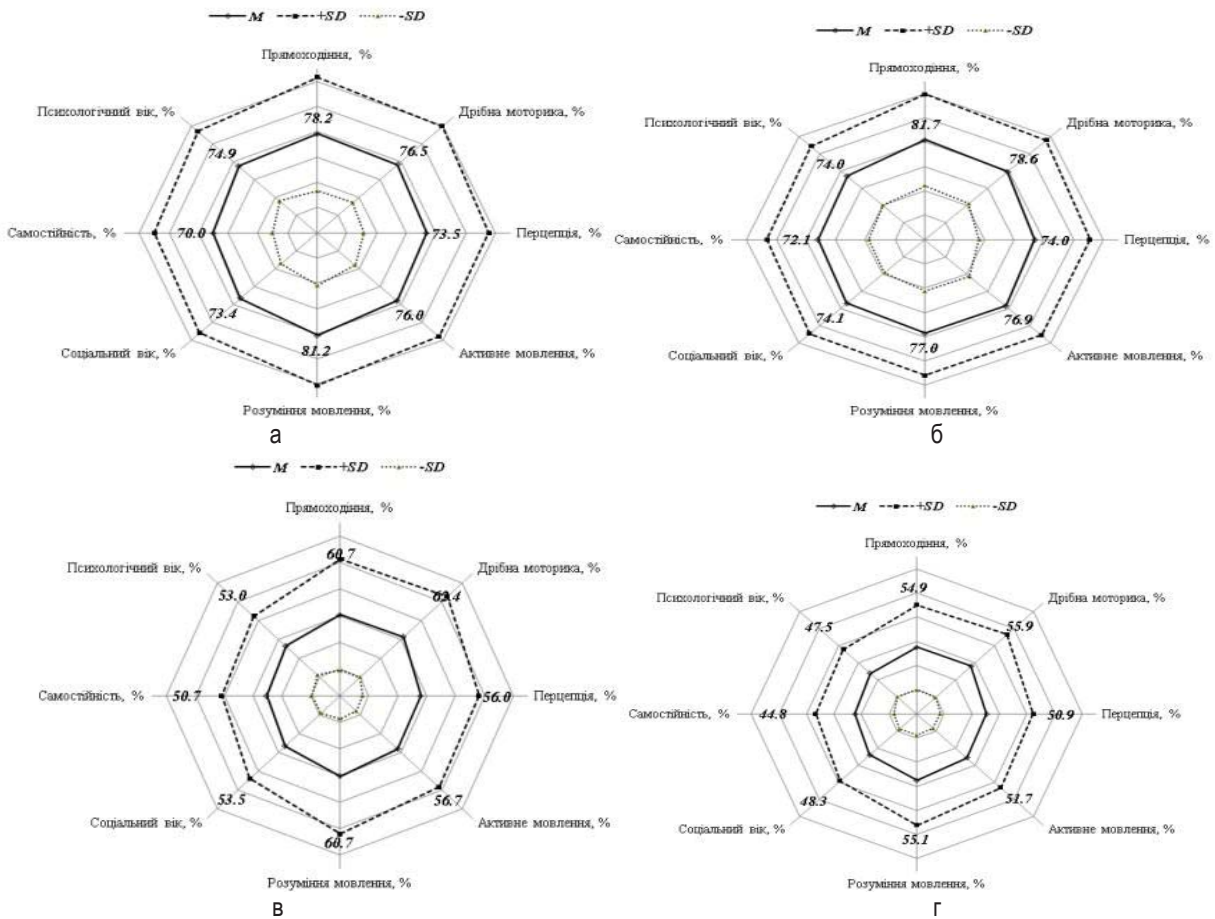 M +SD -SD
Прямоходіння, %
Психологічний вік, %
Дрібна моторика, %
78.2
74.9
76.5
Самостійність, %
70.0
73.5
Перцепція, %
73.4
76.0
Соціальний вік, %
81.2
Активне мовлення, %
Розуміння мовлення, %
а
M +SD -SD
Прямоходіння, %
Психологічний вік, %
Дрібна моторика, %
81.7
74.0
78.6
Самостійність, %
72.1
74.0
Перцепція, %
74.1
76.9
Соціальний вік, %
77.0
Активне мовлення, %
Розуміння мовлення, %
б
M +SD -SD
Прямоходіння, %
60.7
Психологічний вік, %
Дрібна моторика, %
53.0
63.4
Самостійність, %
50.7
56.0
Перцепція, %
53.5
56.7
Соціальний вік, %
60.7
Активне мовлення, %
Розуміння мовлення, %
в
M +SD -SD
Прямоходіння, %
54.9
Психологічний вік, %
Дрібна моторика, %
47.5
55.9
Самостійність, %
44.8
50.9
Перцепція, %
48.3
51.7
Соціальний вік, %
55.1
Активне мовлення, %
Розуміння мовлення, %
г